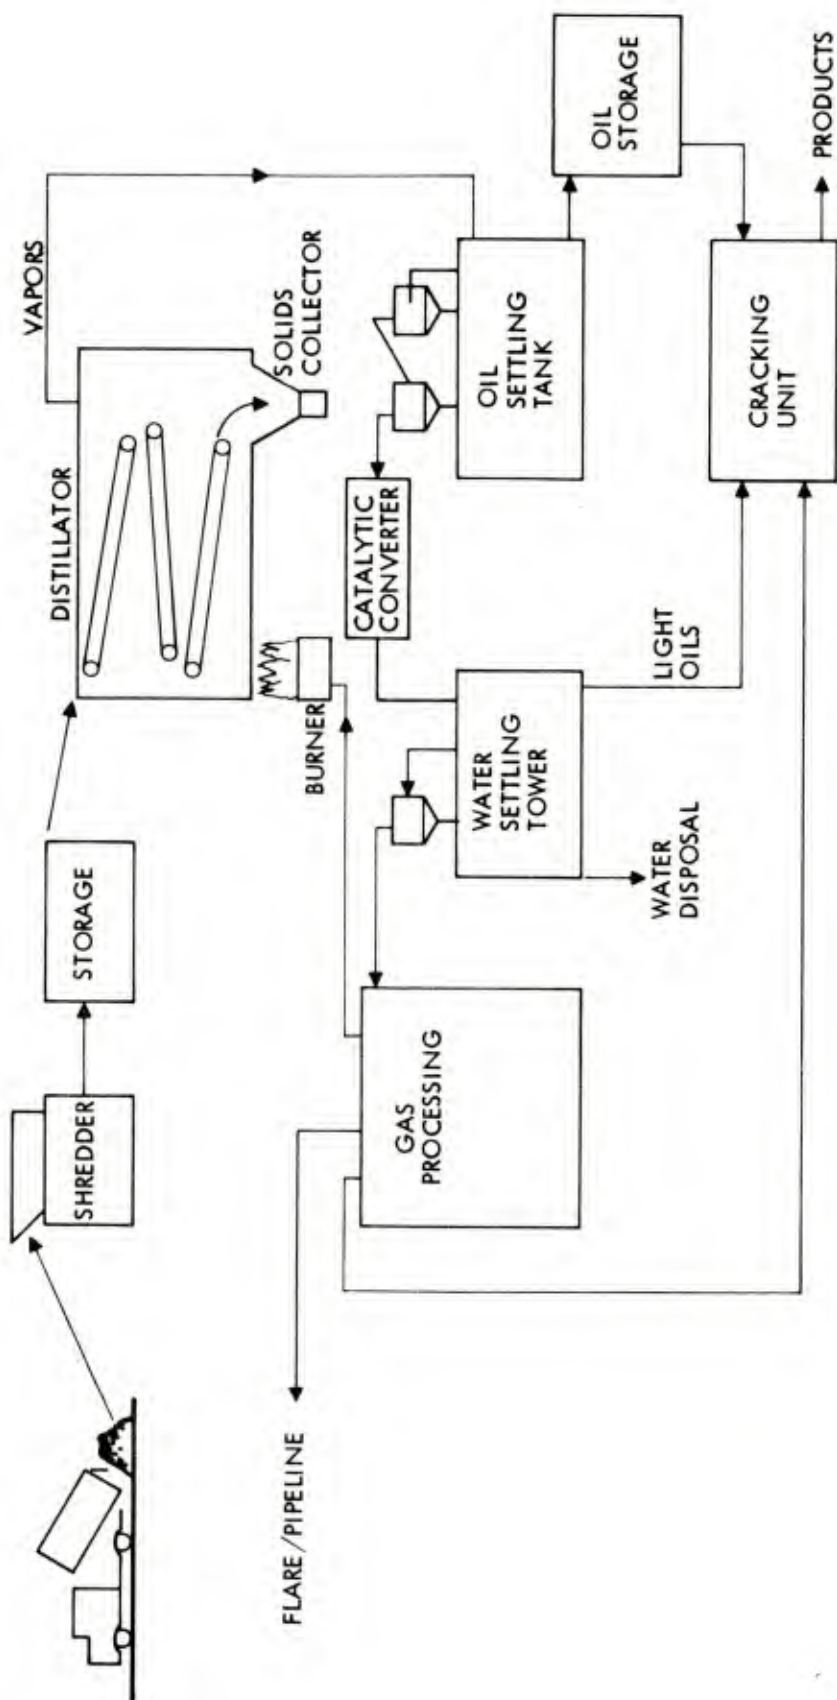 SHREDDER
STORAGE
DISTILLATOR
VAPORS
SOLIDS
COLLECTOR
BURNER
FLARE/PIPELINE
GAS
PROCESSING
WATER
SETTLING
TOWER
WATER
DISPOSAL
CATALYTIC
CONVERTER
OIL
SETTLING
TANK
OIL
STORAGE
LIGHT
OILS
CRACKING
UNIT
PRODUCTS